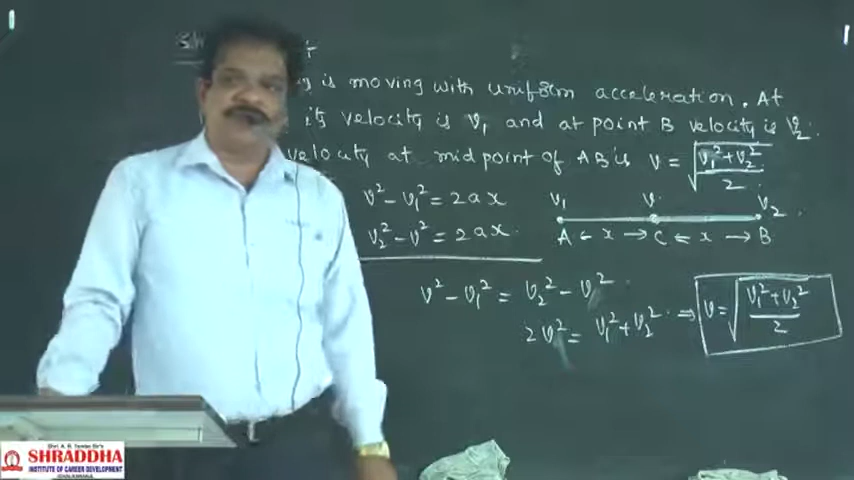 is moving with uniform acceleration. At
its velocity is v₁ and at point B velocity is v₂.
velocity at mid point of AB is v = √((v₁²+v₂²)/2)
v² - v₁² = 2ax
v₂² - v² = 2ax.
v₁ v v₂
A ← x → C ← x → B
v² - v₁² = v₂² - v²
2v² = v₁² + v₂² ⇒ v = √((v₁²+v₂²)/2)
SHRADDHA
INSTITUTE OF CAREER DEVELOPMENT